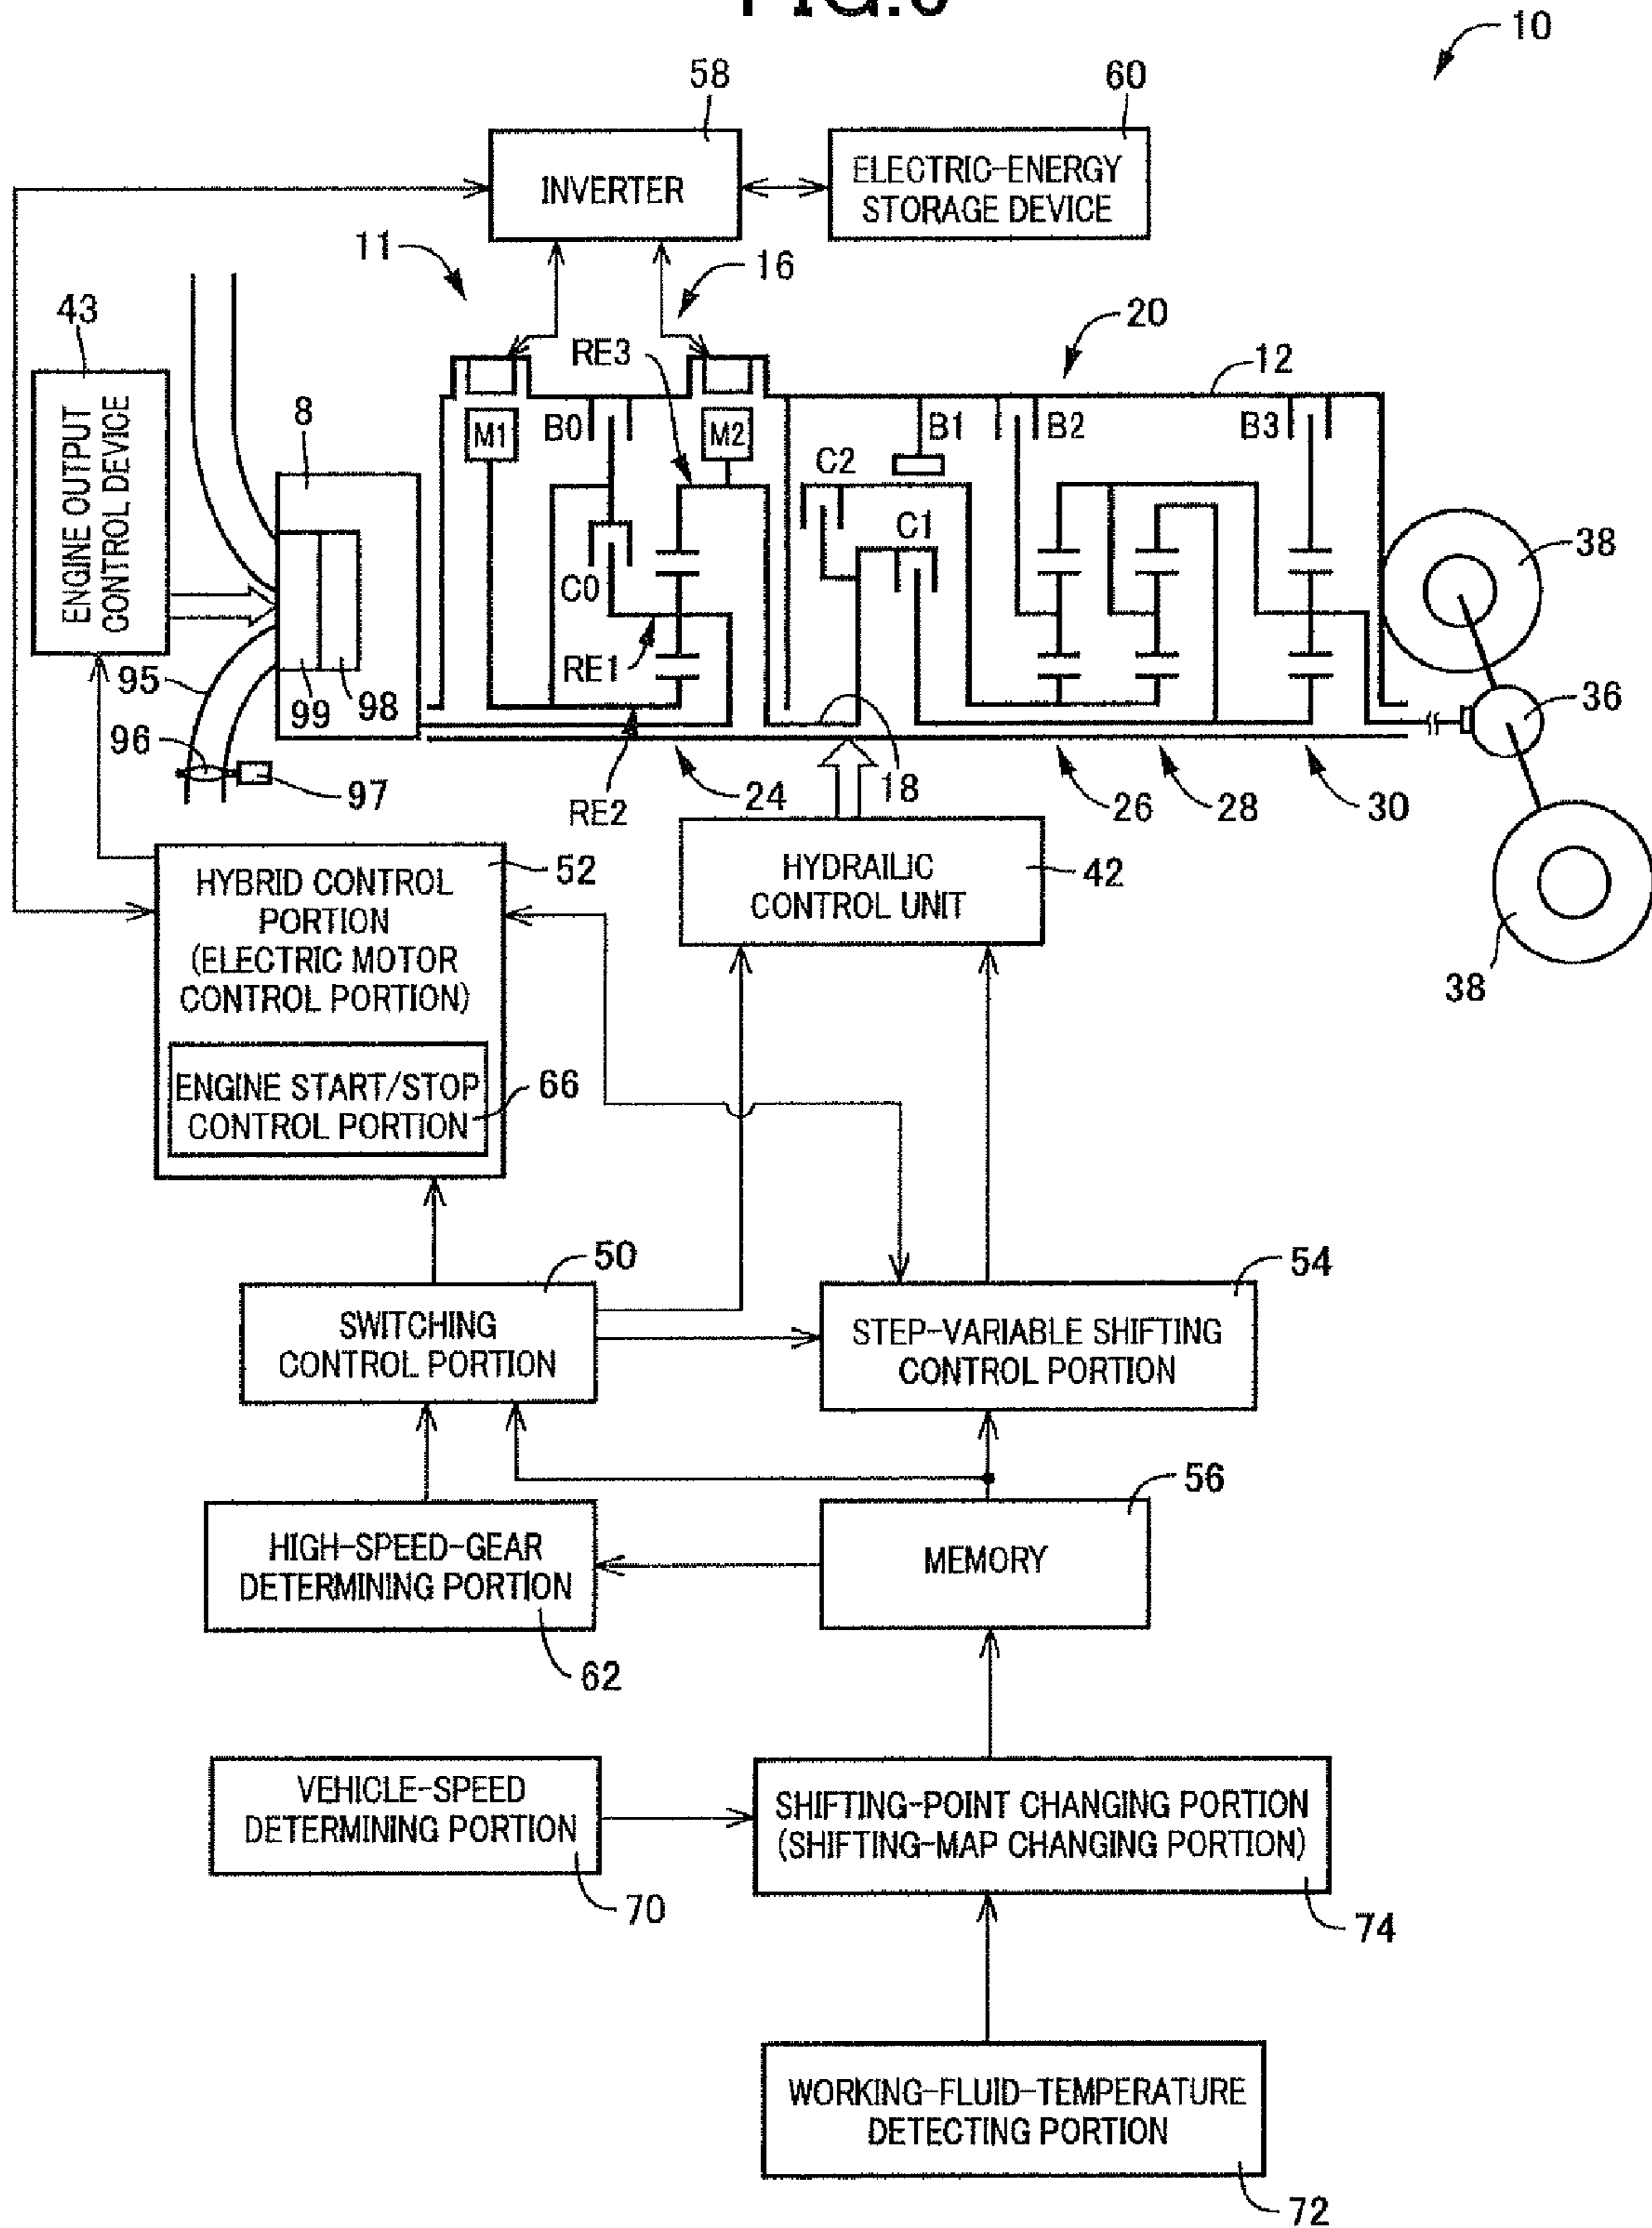 10
58
60
INVERTER
ELECTRIC-ENERGY
STORAGE DEVICE
11
16
43
20
RE3
12
8
ENGINE OUTPUT
CONTROL DEVICE
M1
B0
M2
B1
B2
B3
C2
C1
38
C0
RE1
95
99
98
36
96
97
RE2
24
18
26
28
30
52
HYBRID CONTROL
PORTION
(ELECTRIC MOTOR
CONTROL PORTION)
HYDRAILIC
CONTROL UNIT
42
38
ENGINE START/STOP
CONTROL PORTION
66
50
54
SWITCHING
CONTROL PORTION
STEP-VARIABLE SHIFTING
CONTROL PORTION
56
HIGH-SPEED-GEAR
DETERMINING PORTION
MEMORY
62
VEHICLE-SPEED
DETERMINING PORTION
SHIFTING-POINT CHANGING PORTION
(SHIFTING-MAP CHANGING PORTION)
70
74
WORKING-FLUID-TEMPERATURE
DETECTING PORTION
72